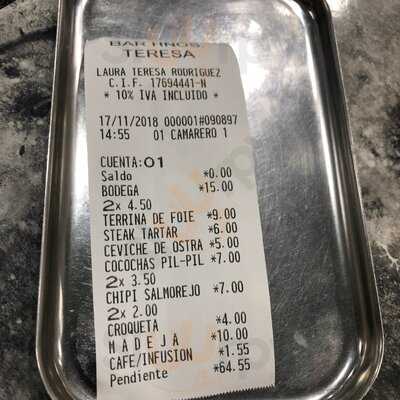 BAR HNOS.
TERESA
LAURA TERESA RODRIGUEZ
C.I.F. 17694441-N
* 10% IVA INCLUIDO *
17/11/2018 000001#090897
14:55 01 CAMARERO 1
CUENTA:01
Saldo *0.00
BODEGA *15.00
2x 4.50
TERRINA DE FOIE *9.00
STEAK TARTAR *6.00
CEVICHE DE OSTRA *5.00
COCOCHAS PIL-PIL *7.00
2x 3.50
CHIPI SALMOREJO *7.00
2x 2.00
CROQUETA *4.00
M A D E J A *10.00
CAFE/INFUSION *1.55
Pendiente *64.55